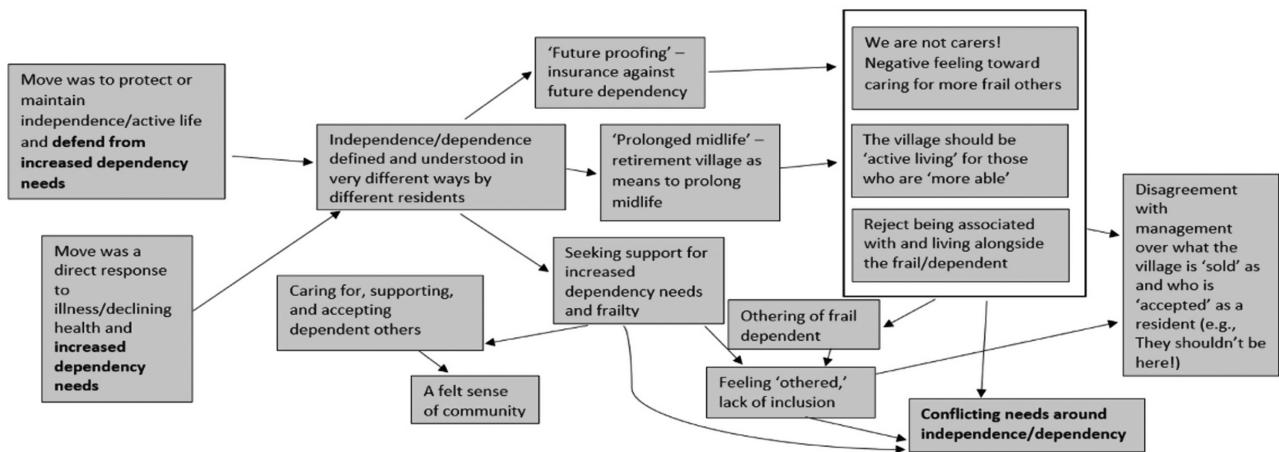 Move was to protect or
maintain
independence/active life
and defend from
increased dependency
needs
Move was a
direct response
to
illness/declining
health and
increased
dependency
needs
Independence/dependence
defined and understood in
very different ways by
different residents
‘Future proofing’ –
insurance against
future dependency
‘Prolonged midlife’ –
retirement village as
means to prolong
midlife
Seeking support for
increased
dependency needs
and frailty
Caring for, supporting,
and accepting
dependent others
A felt sense
of community
We are not carers!
Negative feeling toward
caring for more frail others
The village should be
‘active living’ for those
who are ‘more able’
Reject being associated
with and living alongside
the frail/dependent
Othering of frail
dependent
Feeling ‘othered,’
lack of inclusion
Disagreement
with
management
over what the
village is ‘sold’ as
and who is
‘accepted’ as a
resident (e.g.,
They shouldn’t be
here!)
Conflicting needs around
independence/dependency